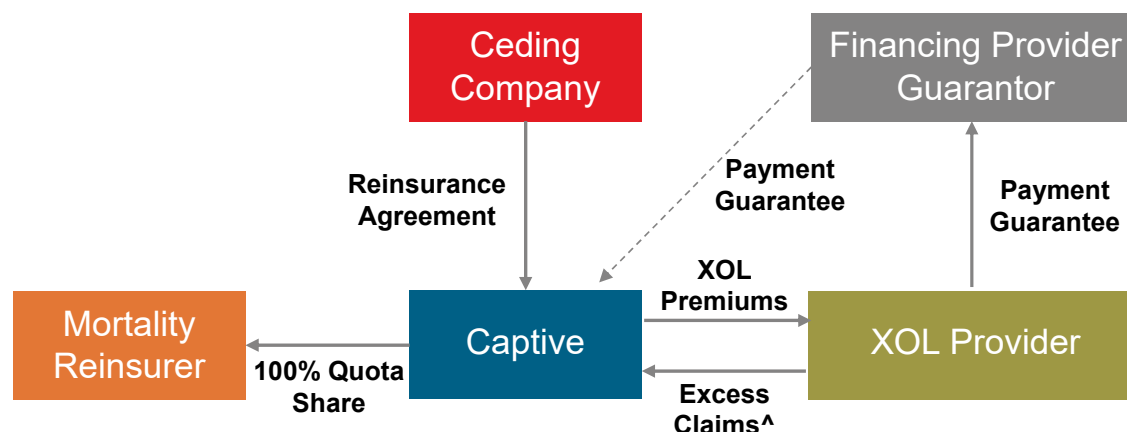 Ceding
Company
Financing Provider
Guarantor
Reinsurance
Agreement
Payment
Guarantee
Payment
Guarantee
XOL
Premiums
Mortality
Reinsurer
Captive
XOL Provider
100% Quota
Share
Excess
Claims^